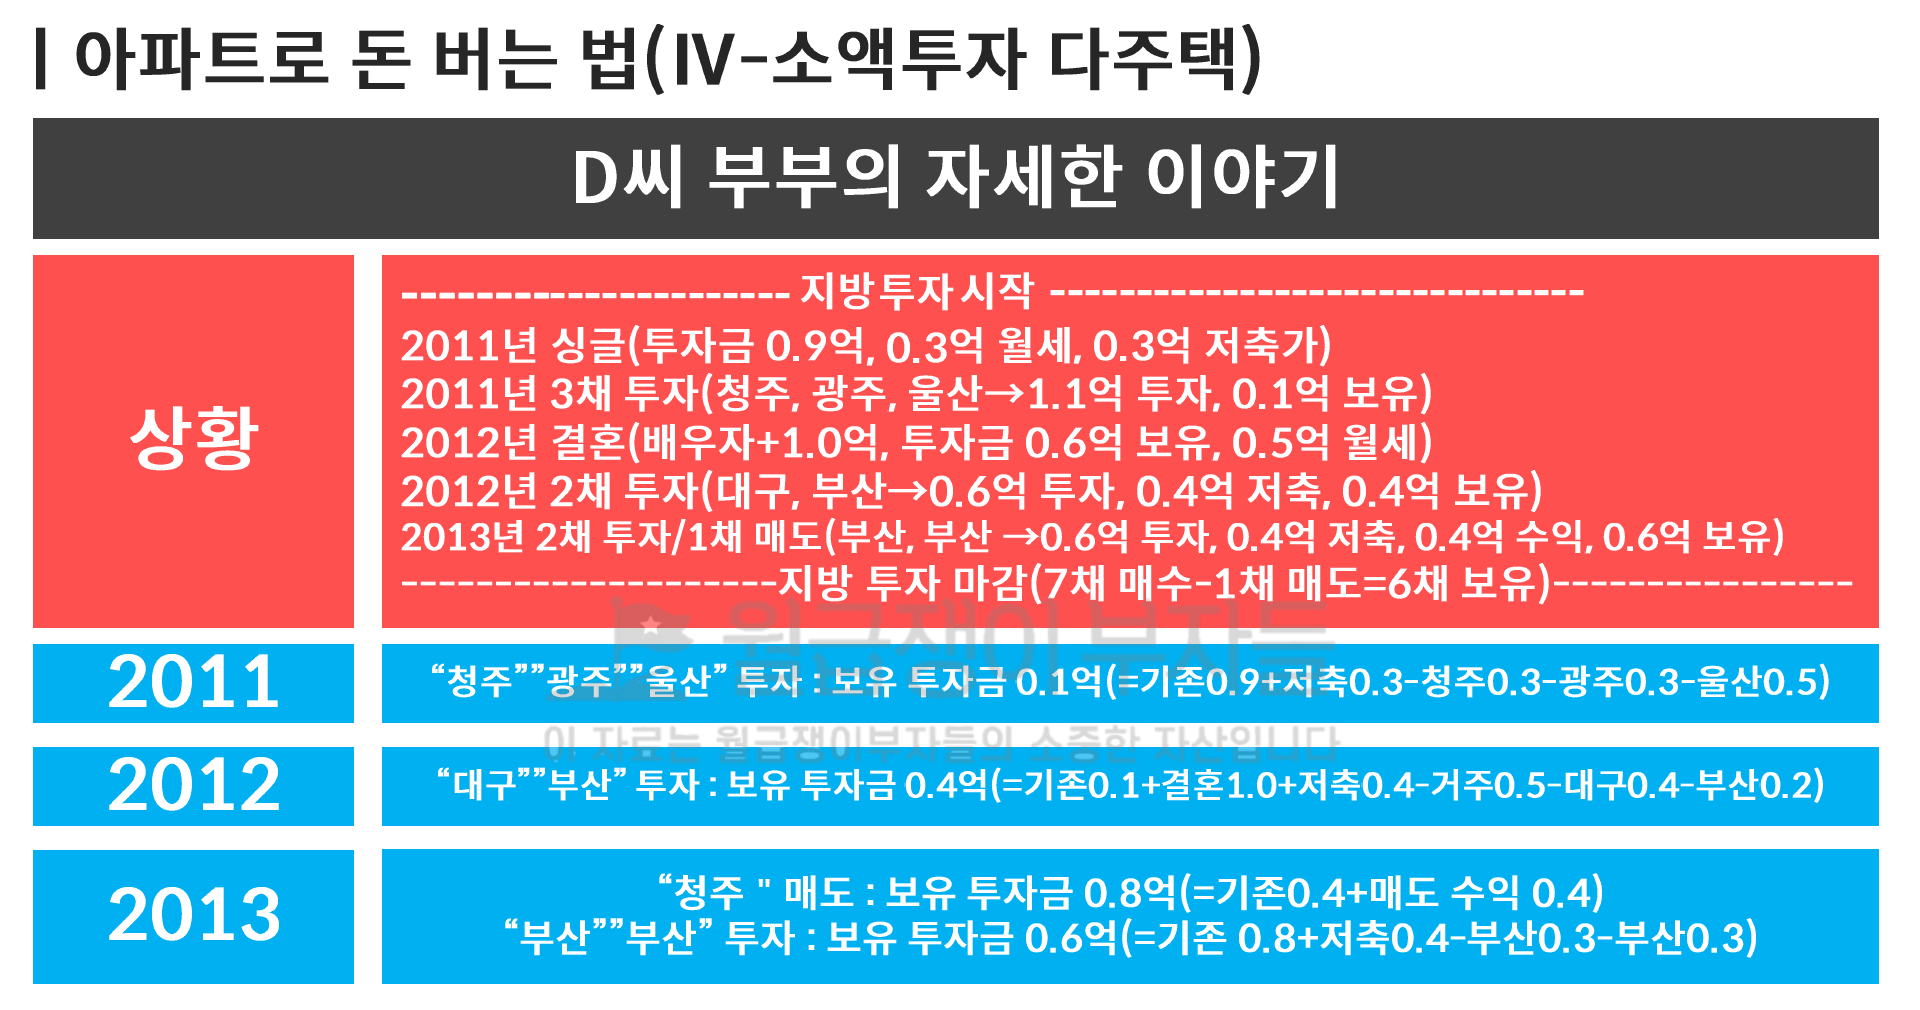 | 아파트로 돈 버는 법(Ⅳ-소액투자 다주택)
D씨 부부의 자세한 이야기
상황
----------------------- 지방투자 시작 -------------------------------
2011년 싱글(투자금 0.9억, 0.3억 월세, 0.3억 저축가)
2011년 3채 투자(청주, 광주, 울산→1.1억 투자, 0.1억 보유)
2012년 결혼(배우자+1.0억, 투자금 0.6억 보유, 0.5억 월세)
2012년 2채 투자(대구, 부산→0.6억 투자, 0.4억 저축, 0.4억 보유)
2013년 2채 투자/1채 매도(부산, 부산 →0.6억 투자, 0.4억 저축, 0.4억 수익, 0.6억 보유)
--------------------지방 투자 마감(7채 매수-1채 매도=6채 보유)----------------
월급쟁이부자들
2011
“청주””광주””울산” 투자 : 보유 투자금 0.1억(=기존0.9+저축0.3-청주0.3-광주0.3-울산0.5)
이 자료는 월급쟁이부자들의 소중한 자산입니다
2012
“대구””부산” 투자 : 보유 투자금 0.4억(=기존0.1+결혼1.0+저축0.4-거주0.5-대구0.4-부산0.2)
2013
“청주 " 매도 : 보유 투자금 0.8억(=기존0.4+매도 수익 0.4)
“부산””부산” 투자 : 보유 투자금 0.6억(=기존 0.8+저축0.4-부산0.3-부산0.3)